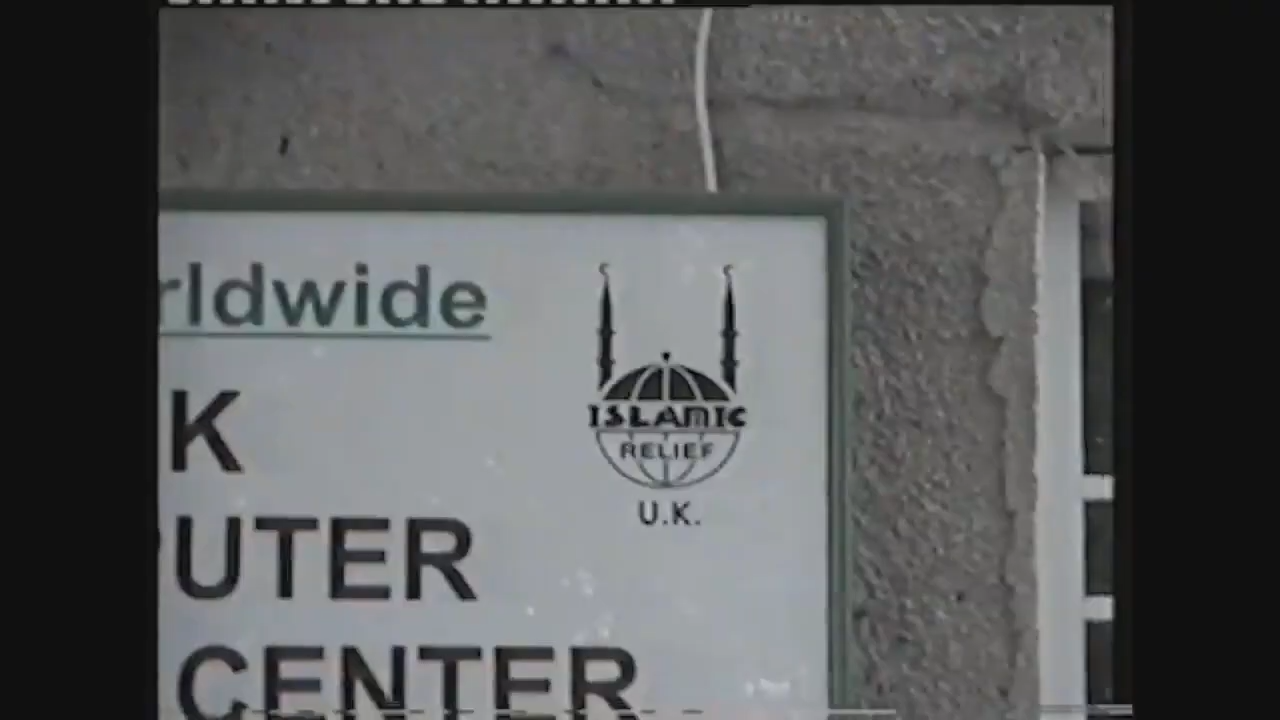 rldwide
K
UTER
CENTER
ISLAMIC
RELIEF
U.K.